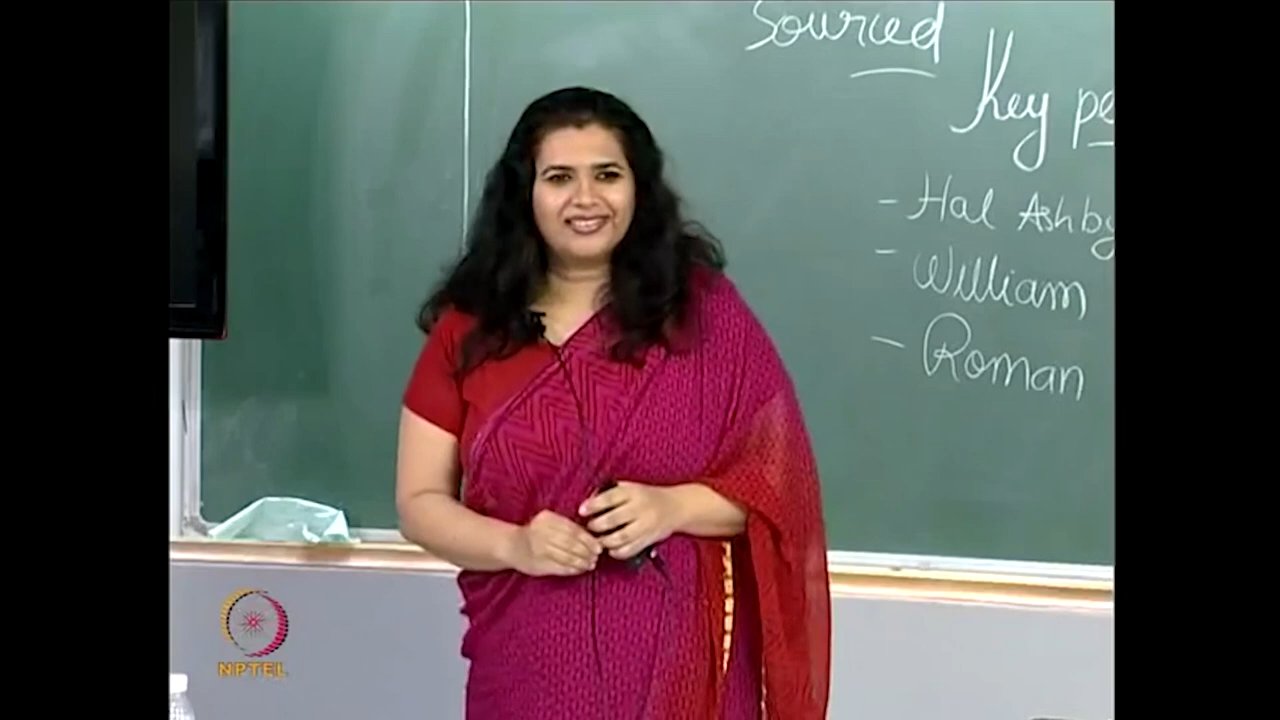 Sourced
Key pe
- Hal Ashby
- William
- Roman
NPTEL